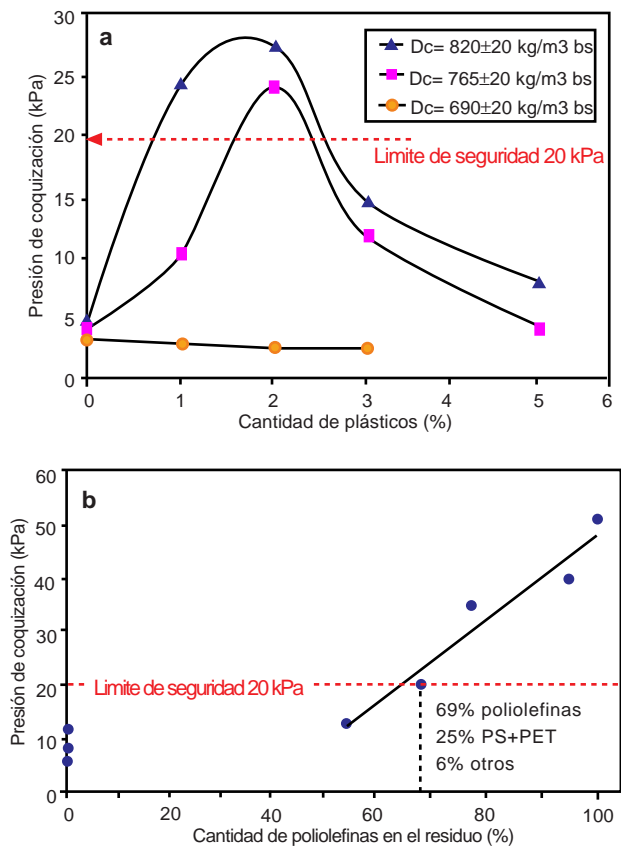 a
Presión de coquización (kPa)
30
25
20
15
10
5
0
Dc= 820±20 kg/m3 bs
Dc= 765±20 kg/m3 bs
Dc= 690±20 kg/m3 bs
Limite de seguridad 20 kPa
0 1 2 3 4 5 6
Cantidad de plásticos (%)
b
Presión de coquización (kPa)
60
50
40
30
20
10
0
Limite de seguridad 20 kPa
69% poliolefinas
25% PS+PET
6% otros
0 20 40 60 80 100
Cantidad de poliolefinas en el residuo (%)